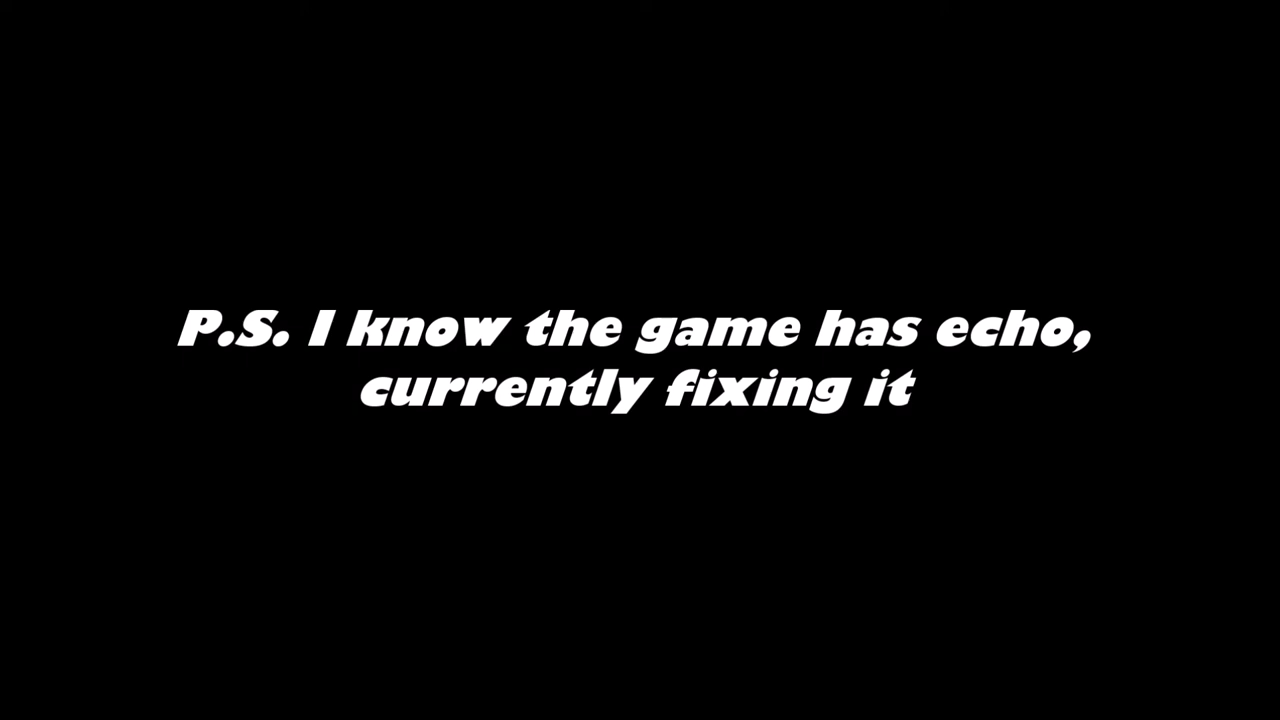 P.S. I know the game has echo,
currently fixing it